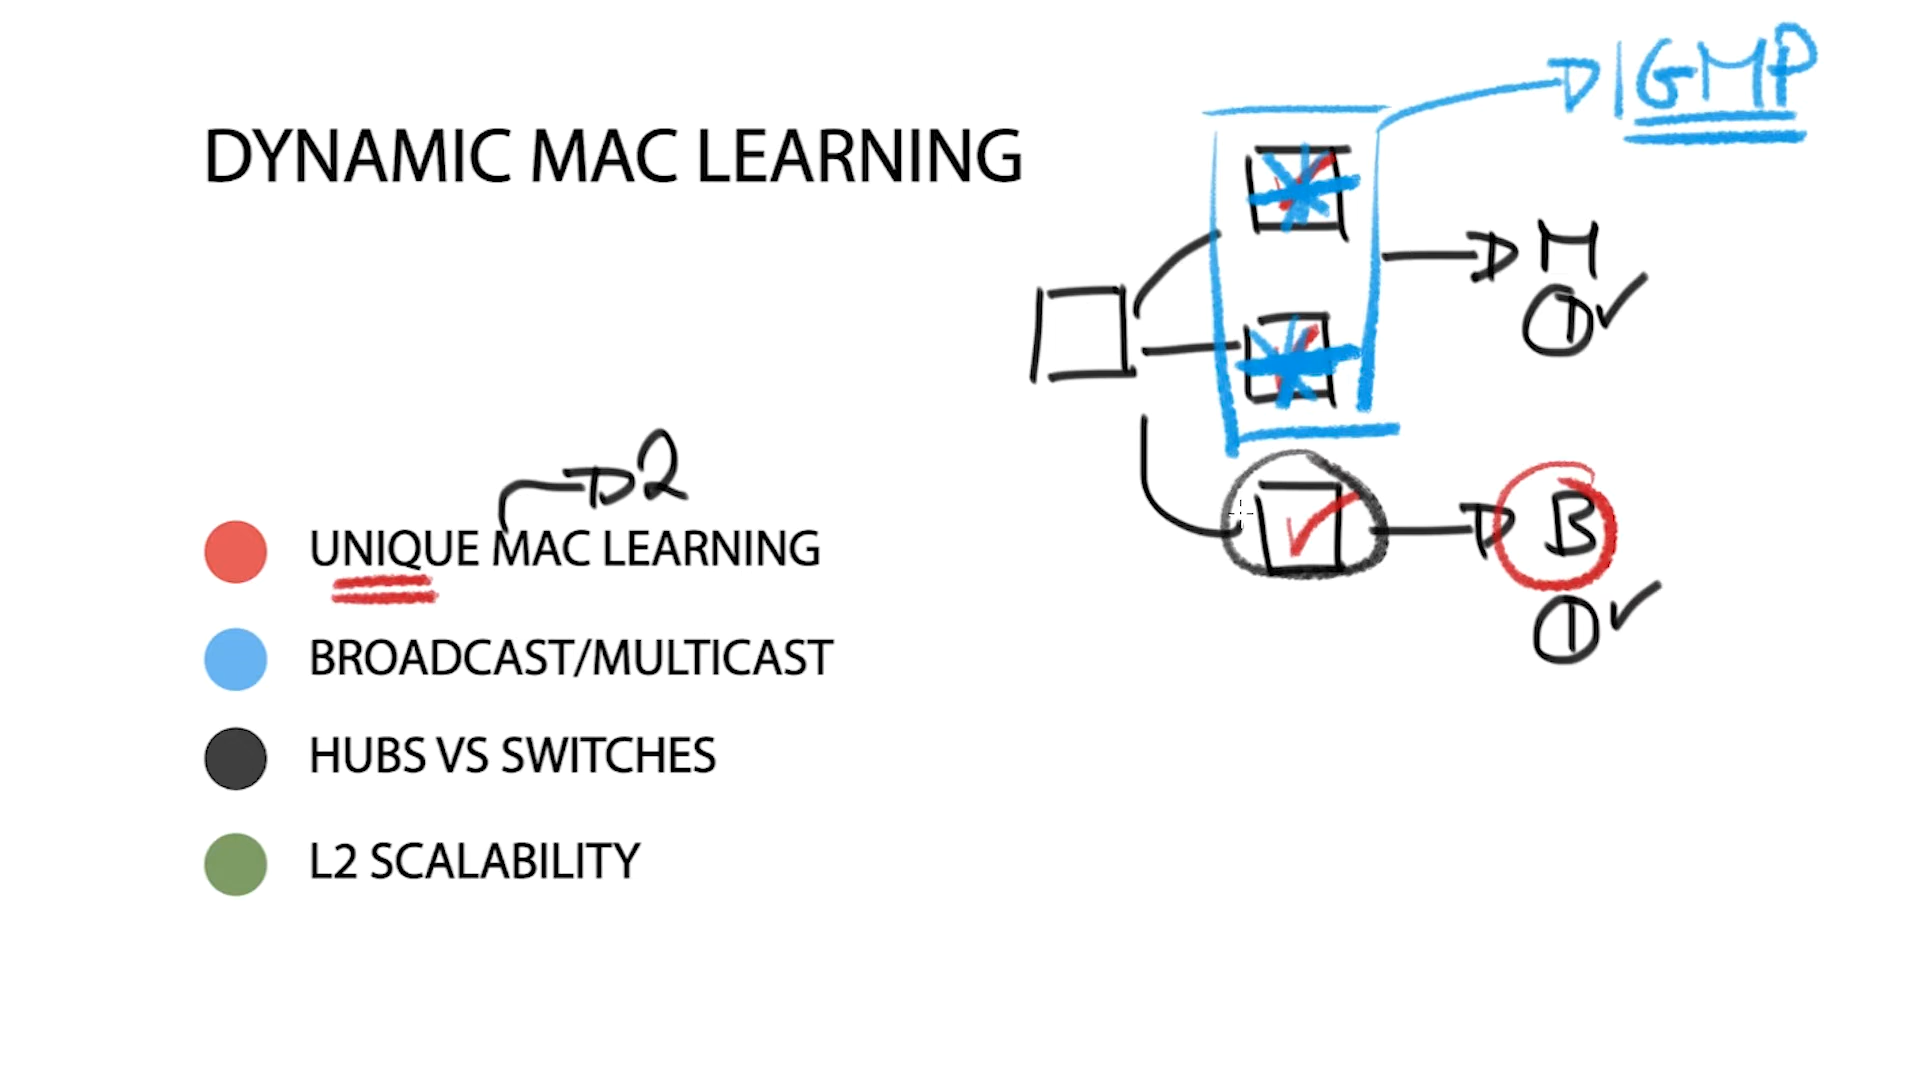 DYNAMIC MAC LEARNING
IGMP
M
1
2
UNIQUE MAC LEARNING
B
1
BROADCAST/MULTICAST
HUBS VS SWITCHES
L2 SCALABILITY